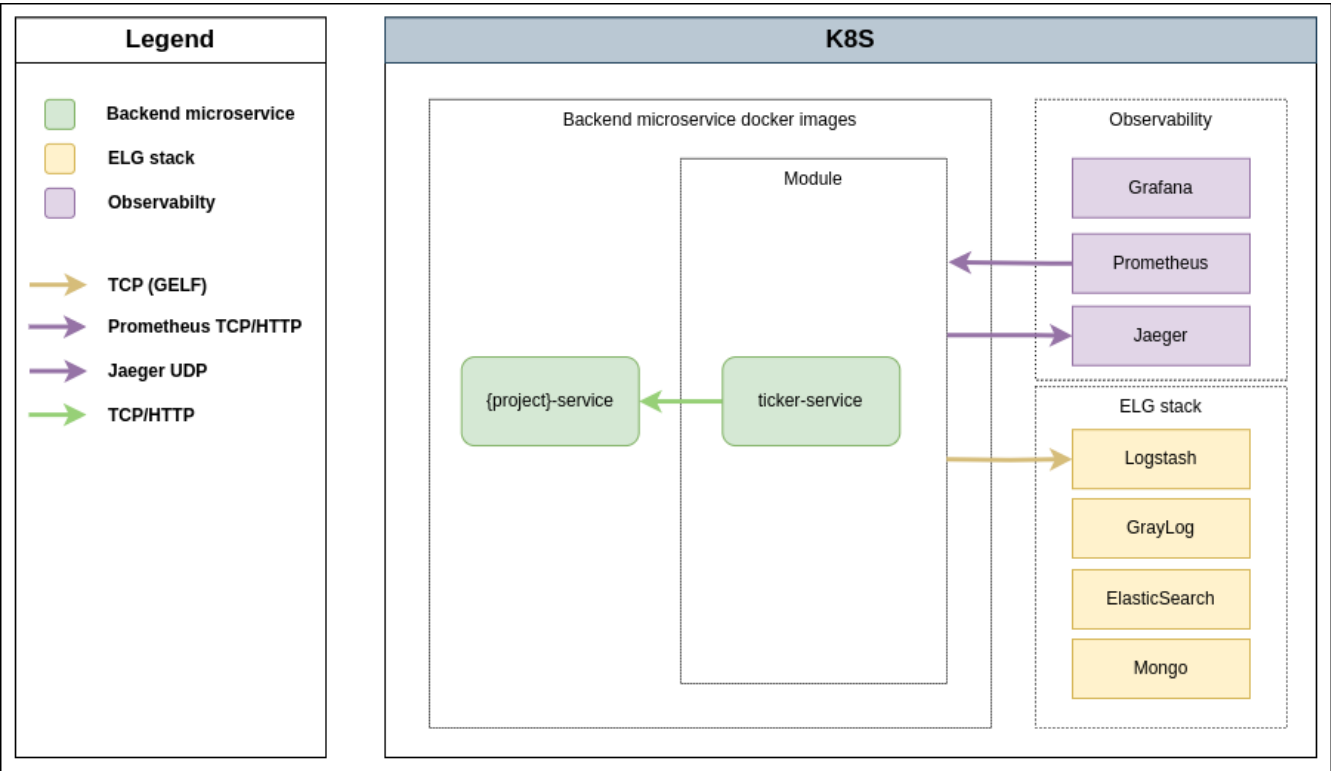 Legend
Backend microservice
ELG stack
Observabilty
TCP (GELF)
Prometheus TCP/HTTP
Jaeger UDP
TCP/HTTP
K8S
Backend microservice docker images
Module
{project}-service
ticker-service
Observability
Grafana
Prometheus
Jaeger
ELG stack
Logstash
GrayLog
ElasticSearch
Mongo